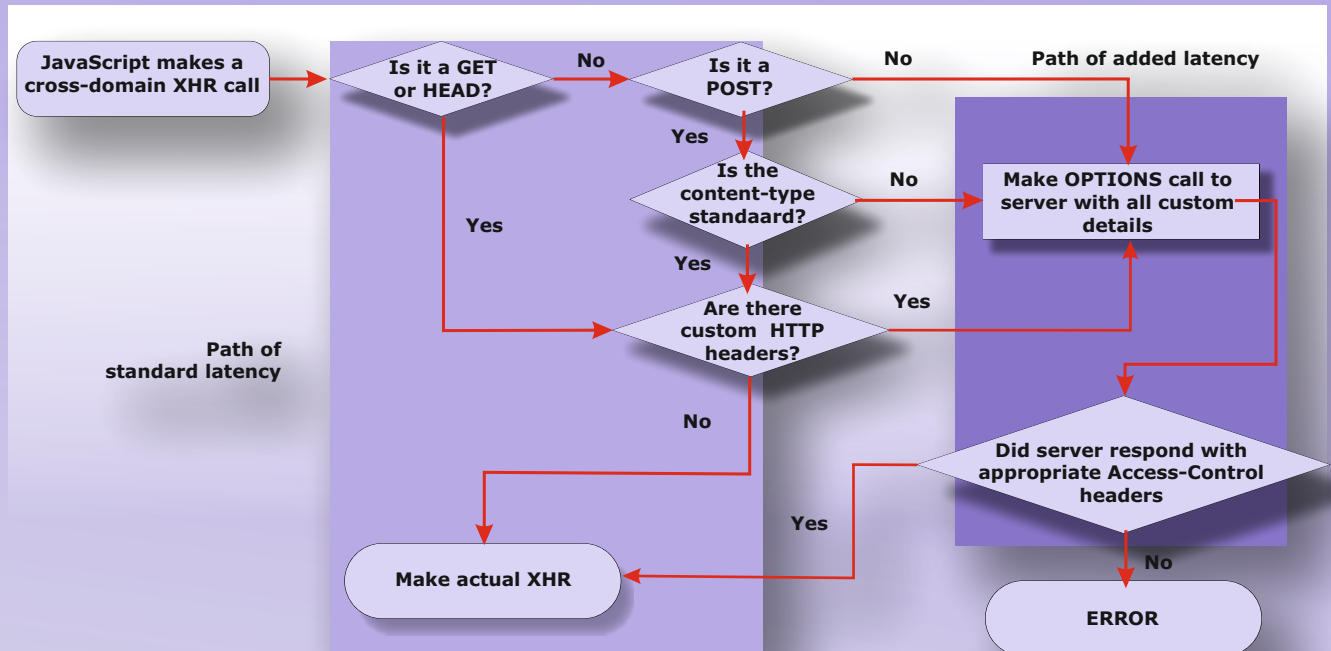 JavaScript makes a
cross-domain XHR call
Is it a GET
or HEAD?
No
Is it a
POST?
No
Path of added latency
Yes
Is the
content-type
standaard?
No
Make OPTIONS call to
server with all custom
details
Yes
Yes
Are there
custom HTTP
headers?
Yes
Path of
standard latency
No
Did server respond with
appropriate Access-Control
headers
Yes
Make actual XHR
No
ERROR